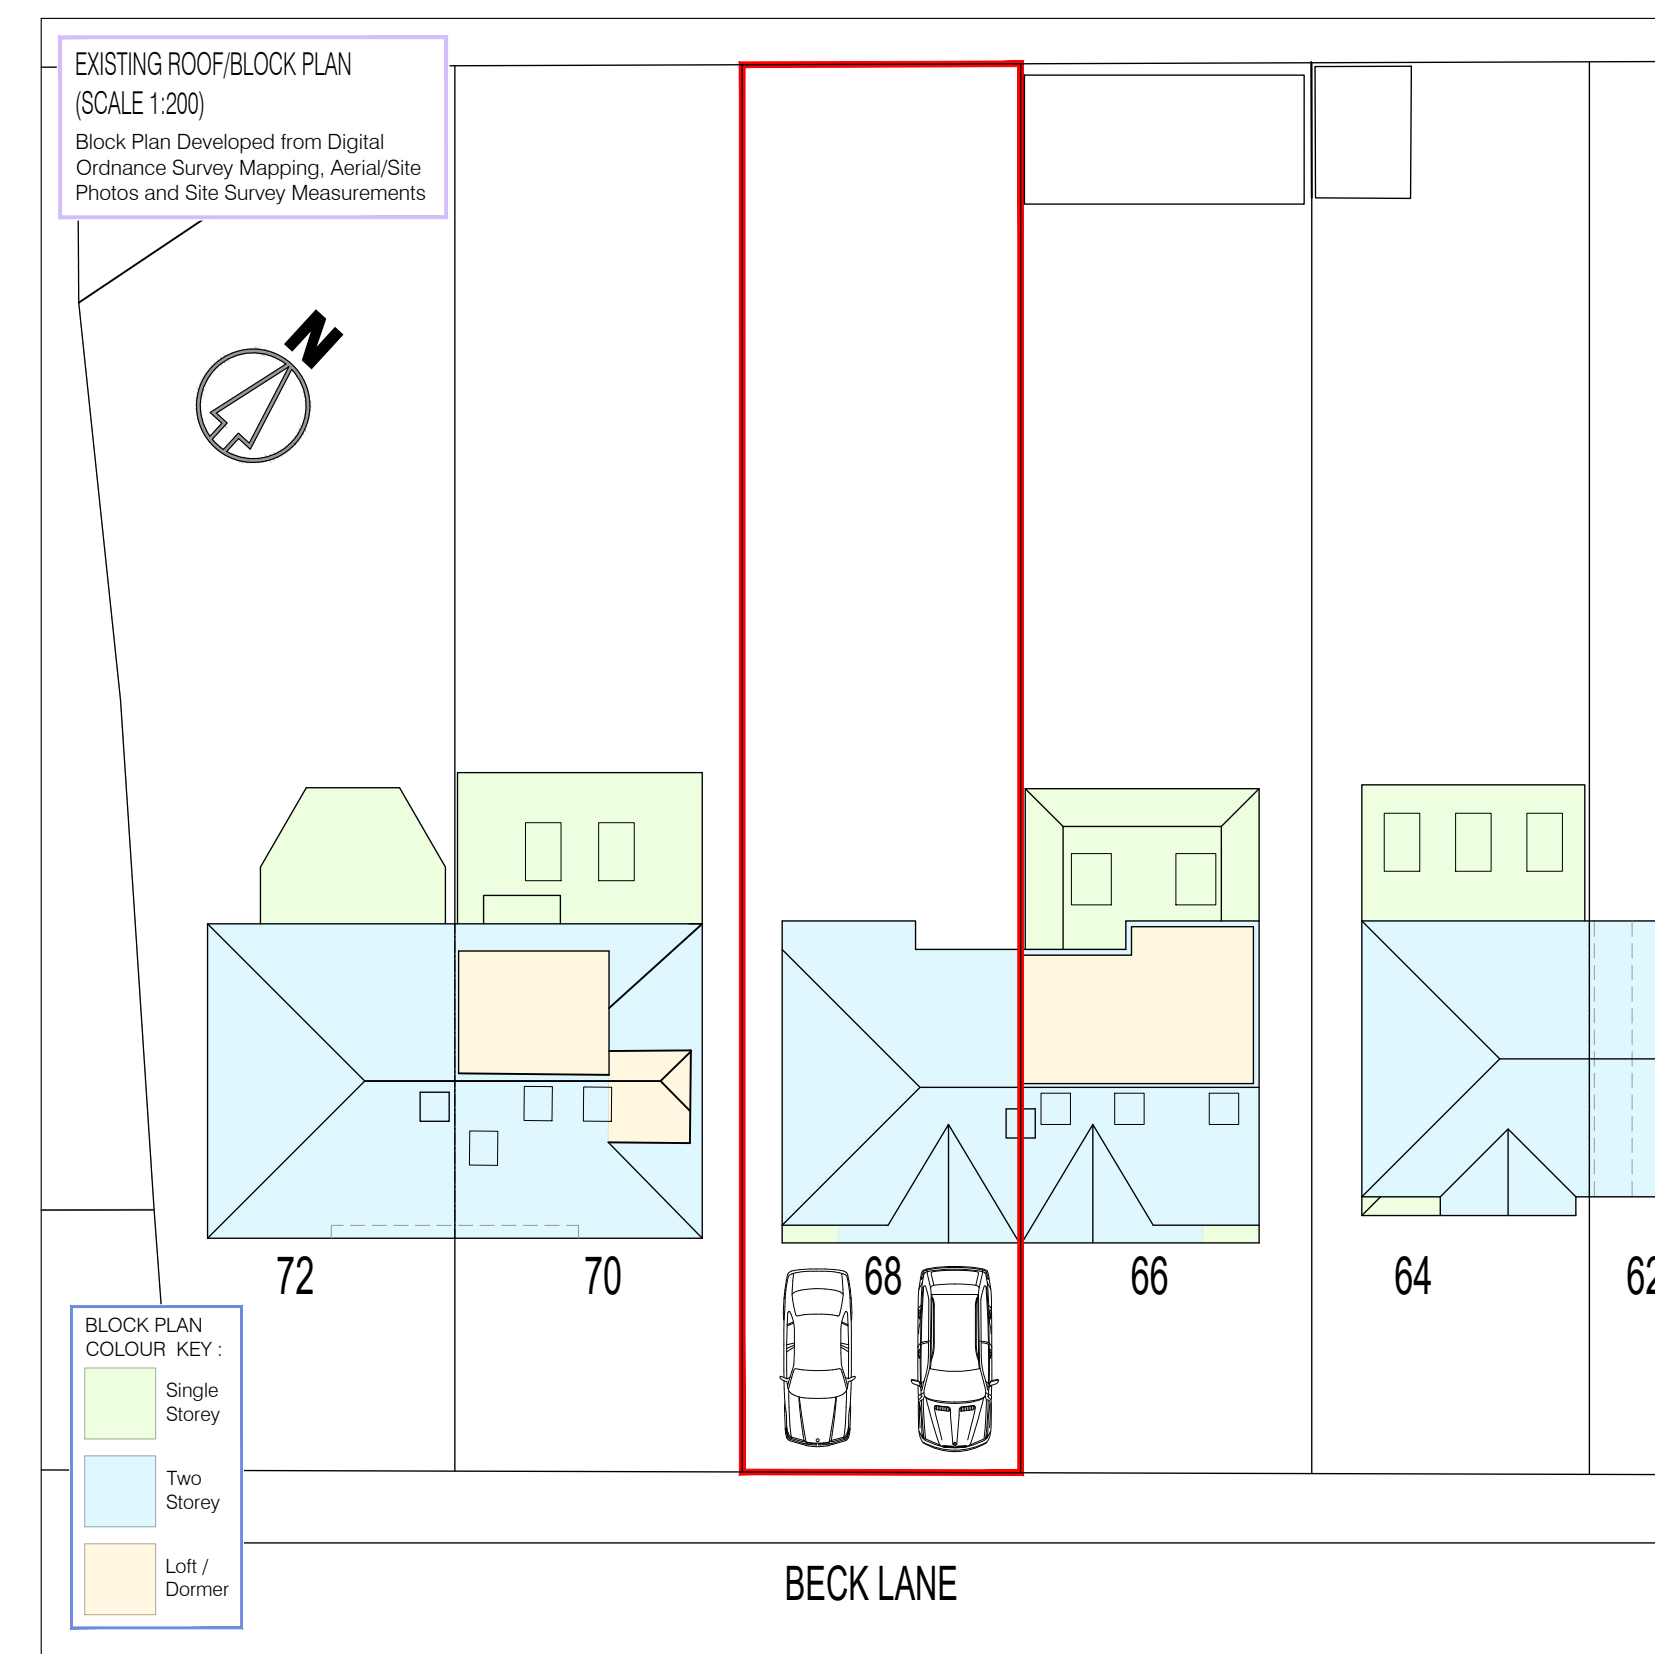 EXISTING ROOF/BLOCK PLAN
(SCALE 1:200)
Block Plan Developed from Digital
Ordnance Survey Mapping, Aerial/Site
Photos and Site Survey Measurements
N
72
70
68
66
64
62
BLOCK PLAN
COLOUR KEY :
Single
Storey
Two
Storey
Loft /
Dormer
BECK LANE